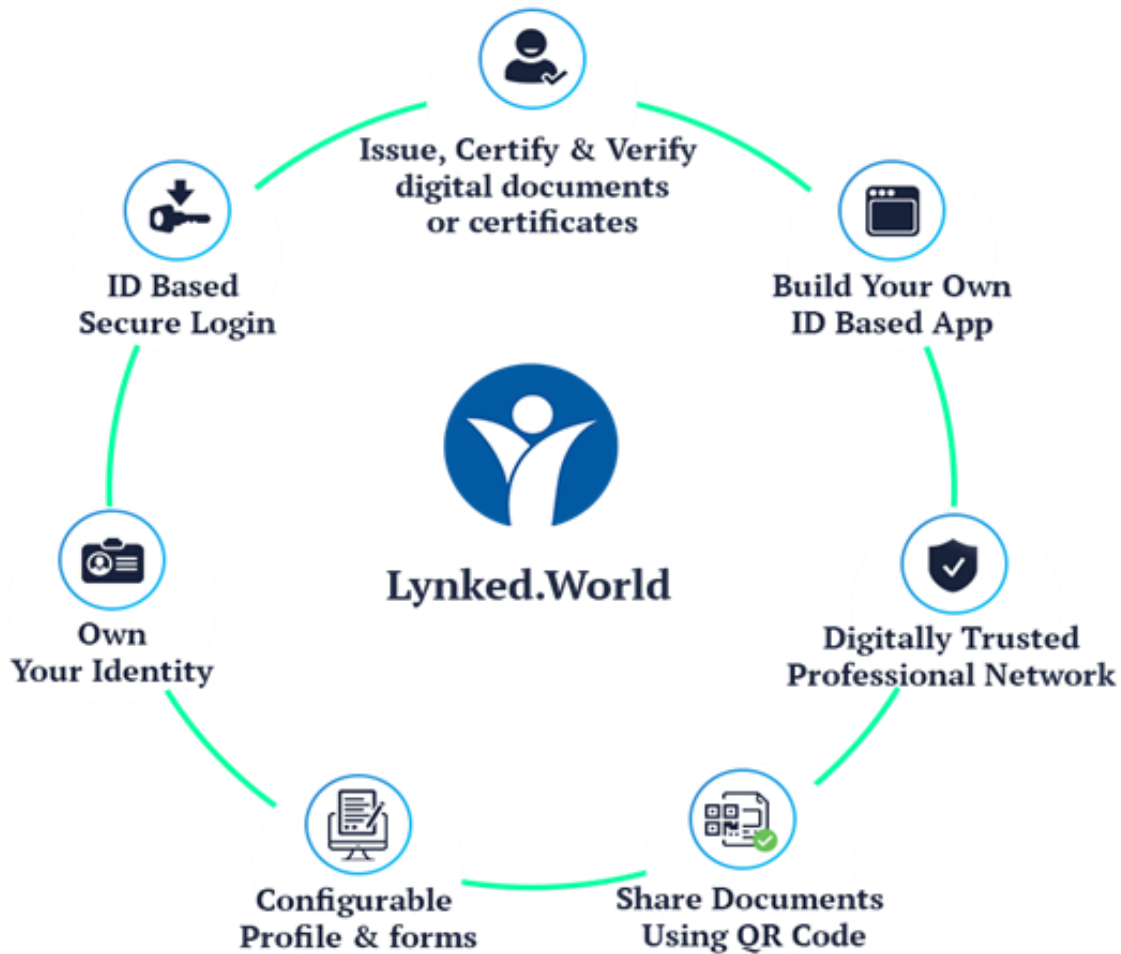 Issue, Certify & Verify
digital documents
or certificates
ID Based
Secure Login
Build Your Own
ID Based App
Lynked.World
Own
Your Identity
Digitally Trusted
Professional Network
Configurable
Profile & forms
Share Documents
Using QR Code